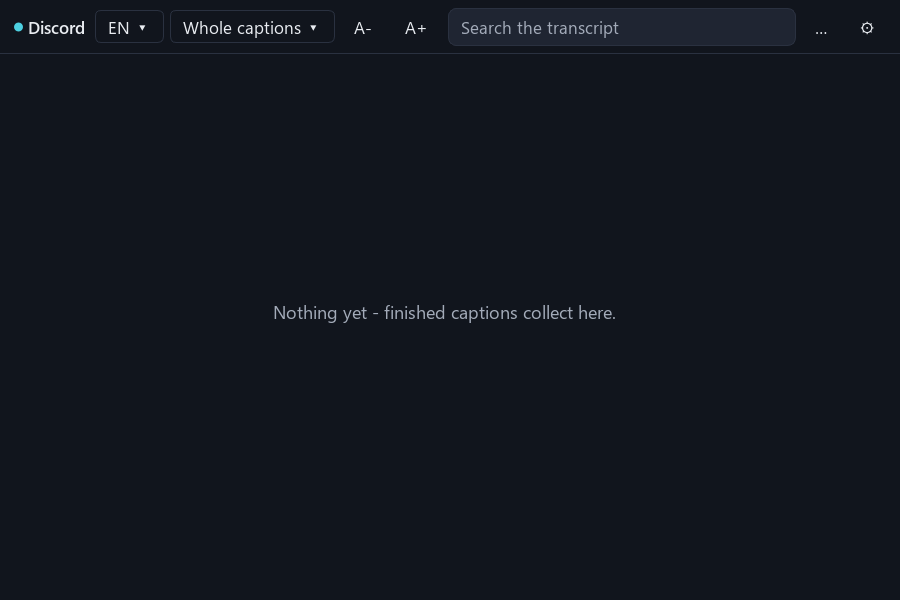 Discord EN ▾ Whole captions ▾ A- A+ Search the transcript ...
Nothing yet - finished captions collect here.